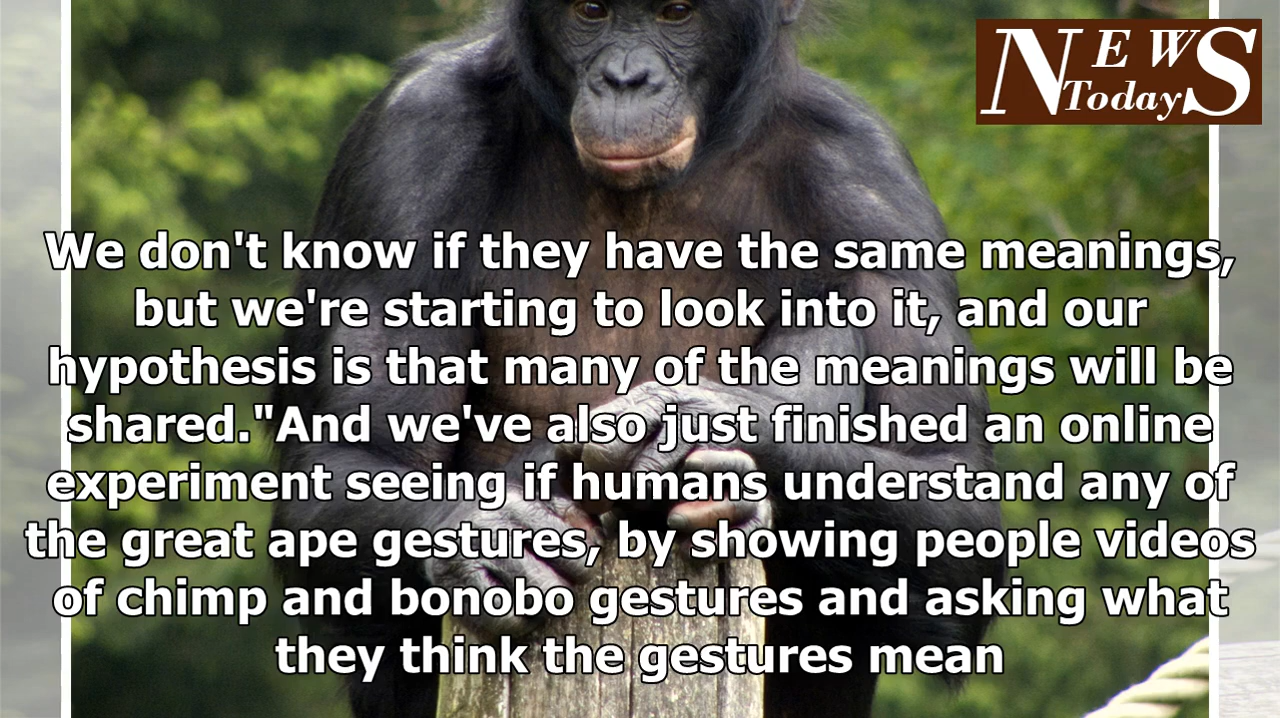 NEWS
Today
We don't know if they have the same meanings,
but we're starting to look into it, and our
hypothesis is that many of the meanings will be
shared."And we've also just finished an online
experiment seeing if humans understand any of
the great ape gestures, by showing people videos
of chimp and bonobo gestures and asking what
they think the gestures mean